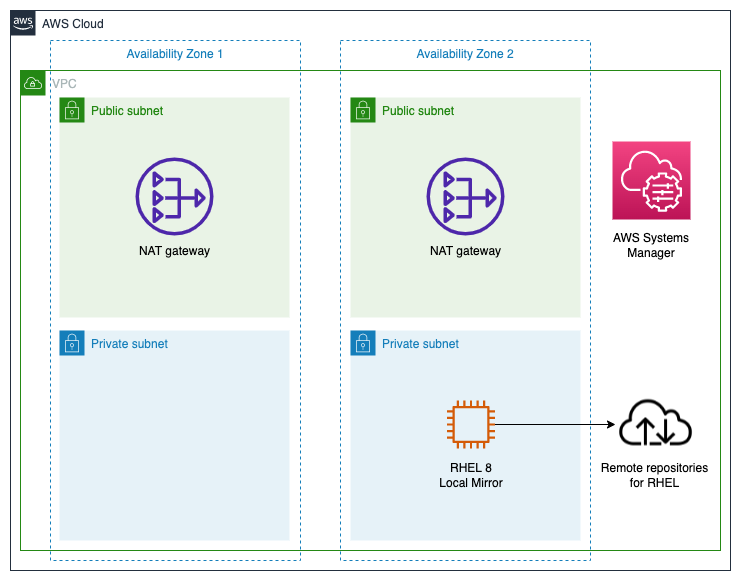 aws
AWS Cloud
Availability Zone 1
Availability Zone 2
VPC
Public subnet
Public subnet
NAT gateway
NAT gateway
AWS Systems
Manager
Private subnet
Private subnet
RHEL 8
Local Mirror
Remote repositories
for RHEL